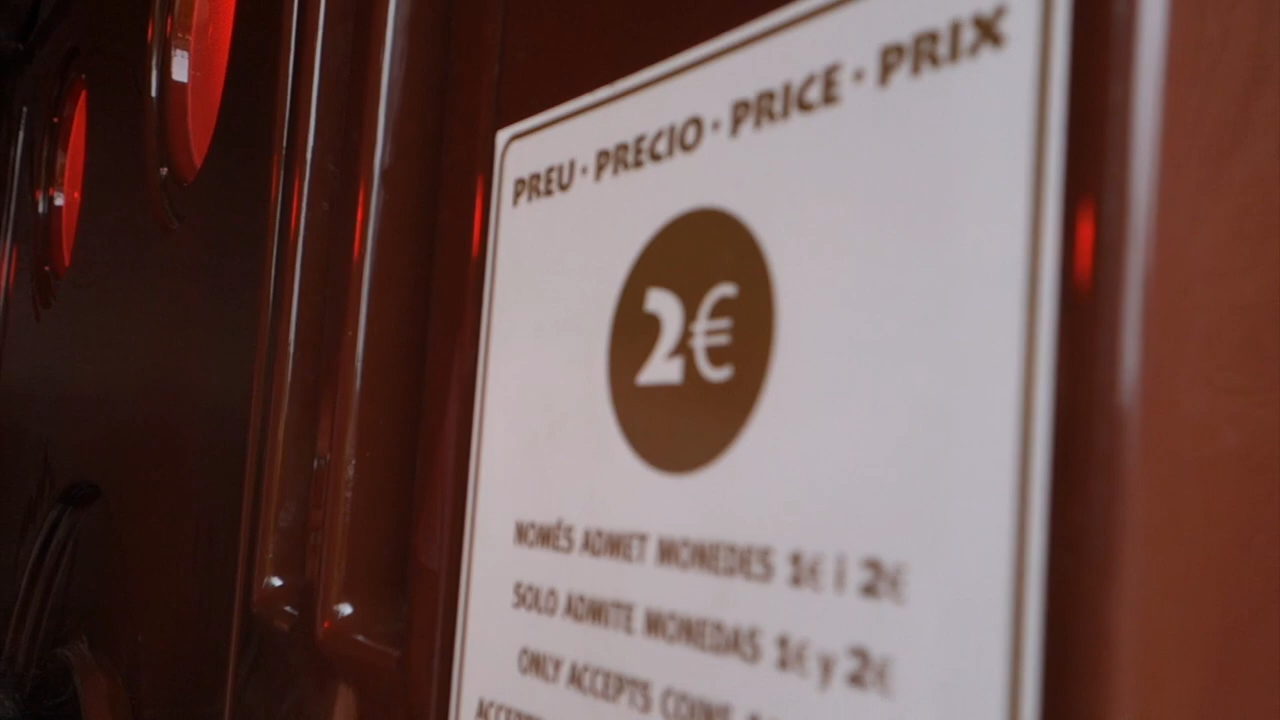 PREU · PRECIO · PRICE · PRIX
2€
NOMÉS ADMET MONEDES 1€ i 2€
SOLO ADMITE MONEDAS 1€ y 2€
ONLY ACCEPTS COINS